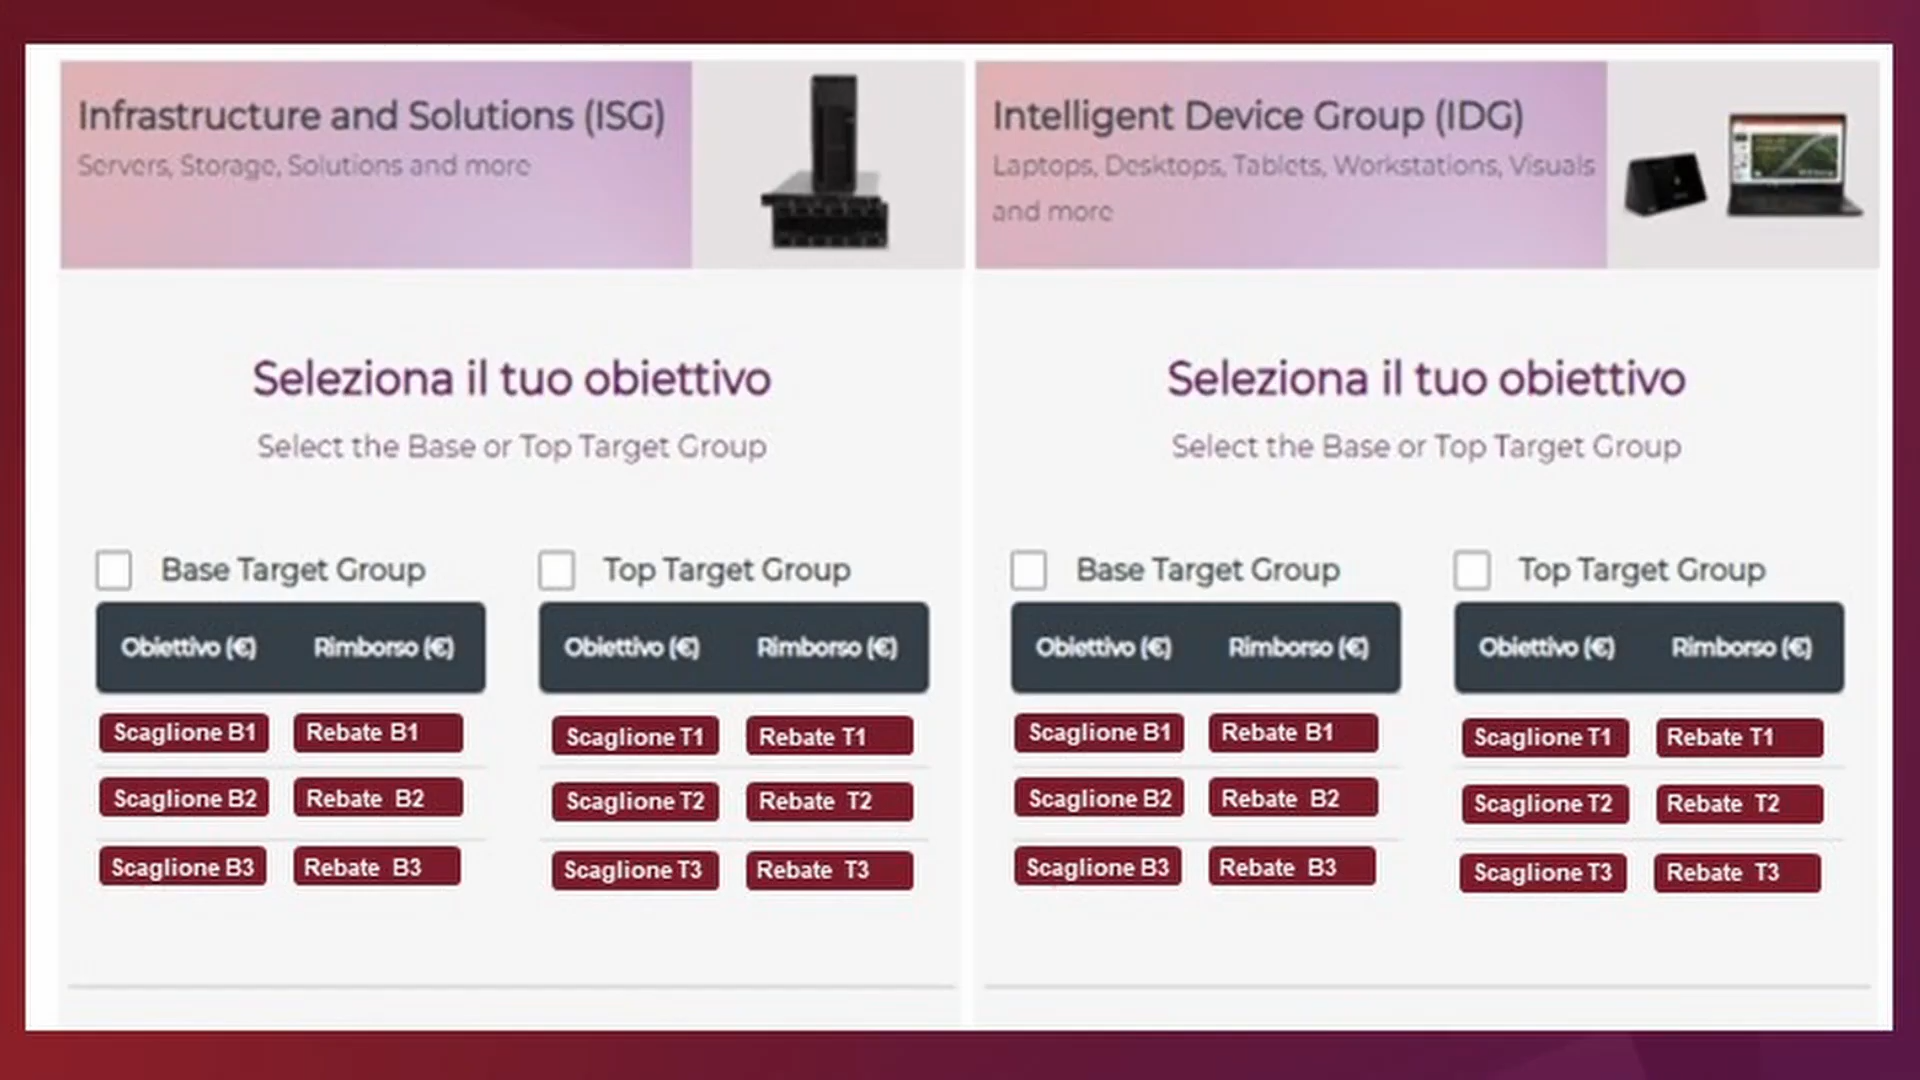 Infrastructure and Solutions (ISG)
Servers, Storage, Solutions and more
Seleziona il tuo obiettivo
Select the Base or Top Target Group
Base Target Group
Obiettivo (€) Rimborso (€)
Scaglione B1 Rebate B1
Scaglione B2 Rebate B2
Scaglione B3 Rebate B3
Top Target Group
Obiettivo (€) Rimborso (€)
Scaglione T1 Rebate T1
Scaglione T2 Rebate T2
Scaglione T3 Rebate T3
Intelligent Device Group (IDG)
Laptops, Desktops, Tablets, Workstations, Visuals
and more
Seleziona il tuo obiettivo
Select the Base or Top Target Group
Base Target Group
Obiettivo (€) Rimborso (€)
Scaglione B1 Rebate B1
Scaglione B2 Rebate B2
Scaglione B3 Rebate B3
Top Target Group
Obiettivo (€) Rimborso (€)
Scaglione T1 Rebate T1
Scaglione T2 Rebate T2
Scaglione T3 Rebate T3